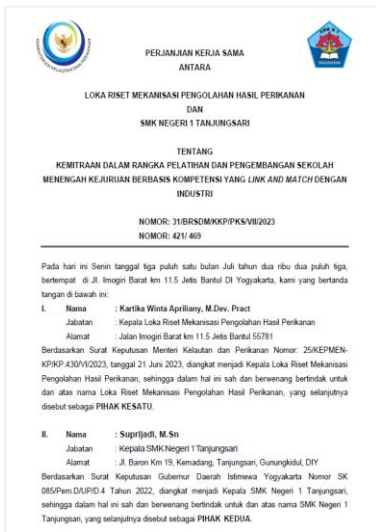 PERJANJIAN KERJA SAMA
ANTARA
LOKA RISET MEKANISASI PENGOLAHAN HASIL PERIKANAN
DAN
SMK NEGERI 1 TANJUNGSARI
TENTANG
KEMITRAAN DALAM RANGKA PELATIHAN DAN PENGEMBANGAN SEKOLAH
MENENGAH KEJURUAN BERBASIS KOMPETENSI YANG LINK AND MATCH DENGAN
INDUSTRI
NOMOR: 31/BRSDM/KKP/PKS/VII/2023
NOMOR: 421/ 469
Pada hari ini Senin tanggal tiga puluh satu bulan Juli tahun dua ribu dua puluh tiga,
bertempat di Jl. Imogiri Barat km 11.5 Jetis Bantul DI Yogyakarta, kami yang bertanda
tangan di bawah ini:
I. Nama : Kartika Winta Apriliany, M.Dev. Pract
Jabatan : Kepala Loka Riset Mekanisasi Pengolahan Hasil Perikanan
Alamat : Jalan Imogiri Barat km 11.5 Jetis Bantul 55781
Berdasarkan Surat Keputusan Menteri Kelautan dan Perikanan Nomor: 25/KEPMEN-
KP/KP.430/VI/2023, tanggal 21 Juni 2023, diangkat menjadi Kepala Loka Riset Mekanisasi
Pengolahan Hasil Perikanan, sehingga dalam hal ini sah dan berwenang bertindak untuk
dan atas nama Loka Riset Mekanisasi Pengolahan Hasil Perikanan, yang selanjutnya
disebut sebagai PIHAK KESATU.
II. Nama : Suprijadi, M.Sn
Jabatan : Kepala SMK Negeri 1 Tanjungsari
Alamat : Jl. Baron Km 19, Kemadang, Tanjungsari, Gunungkidul, DIY
Berdasarkan Surat Keputusan Gubernur Daerah Istimewa Yogyakarta Nomor SK
085/Pem.D/UP/D.4 Tahun 2022, diangkat menjadi Kepala SMK Negeri 1 Tanjungsari,
sehingga dalam hal ini sah dan berwenang bertindak untuk dan atas nama SMK Negeri 1
Tanjungsari, yang selanjutnya disebut sebagai PIHAK KEDUA.